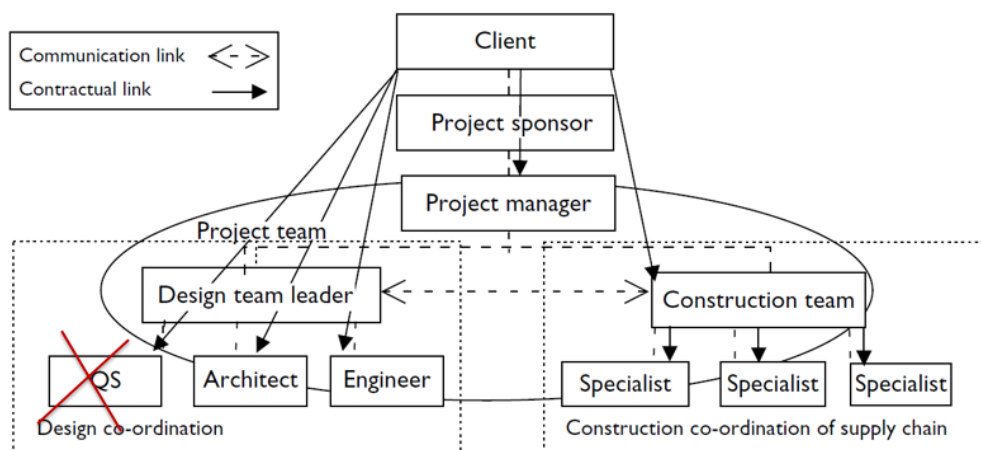 Client
Communication link
Contractual link
Project sponsor
Project manager
Project team
Design team leader
Construction team
QS
Architect
Engineer
Specialist
Specialist
Specialist
Design co-ordination
Construction co-ordination of supply chain